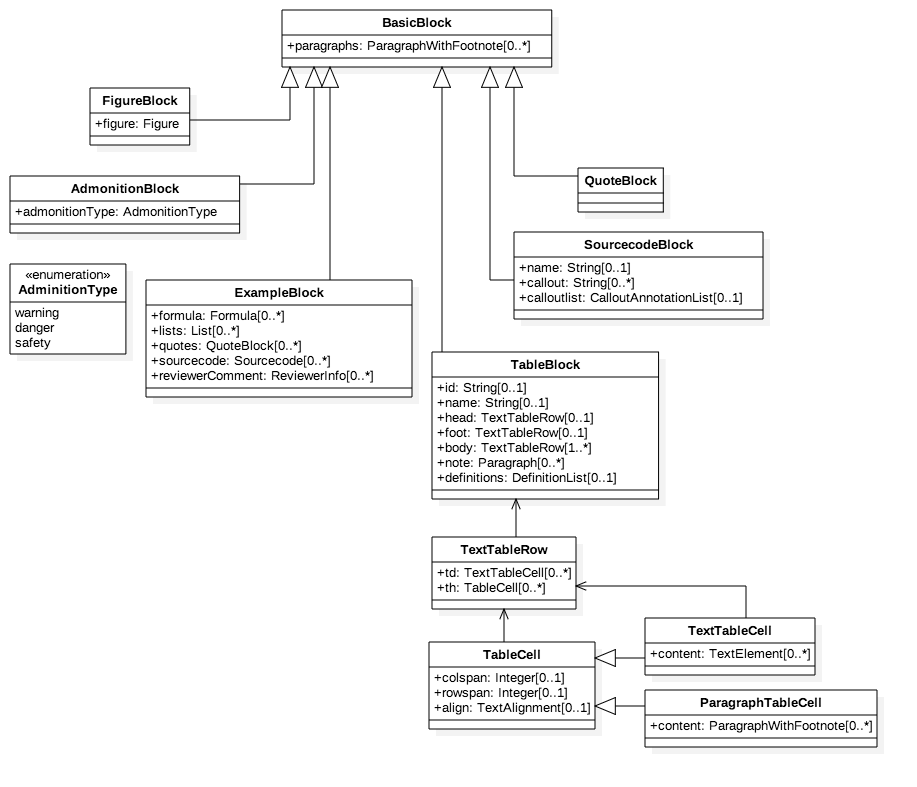 BasicBlock
+paragraphs: ParagraphWithFootnote[0..*]
FigureBlock
+figure: Figure
AdmonitionBlock
+admonitionType: AdmonitionType
QuoteBlock
SourcecodeBlock
+name: String[0..1]
+callout: String[0..*]
+calloutlist: CalloutAnnotationList[0..1]
«enumeration»
AdminitionType
warning
danger
safety
ExampleBlock
+formula: Formula[0..*]
+lists: List[0..*]
+quotes: QuoteBlock[0..*]
+sourcecode: Sourcecode[0..*]
+reviewerComment: ReviewerInfo[0..*]
TableBlock
+id: String[0..1]
+name: String[0..1]
+head: TextTableRow[0..1]
+foot: TextTableRow[0..1]
+body: TextTableRow[1..*]
+note: Paragraph[0..*]
+definitions: DefinitionList[0..1]
TextTableRow
+td: TextTableCell[0..*]
+th: TableCell[0..*]
TextTableCell
+content: TextElement[0..*]
TableCell
+colspan: Integer[0..1]
+rowspan: Integer[0..1]
+align: TextAlignment[0..1]
ParagraphTableCell
+content: ParagraphWithFootnote[0..*]